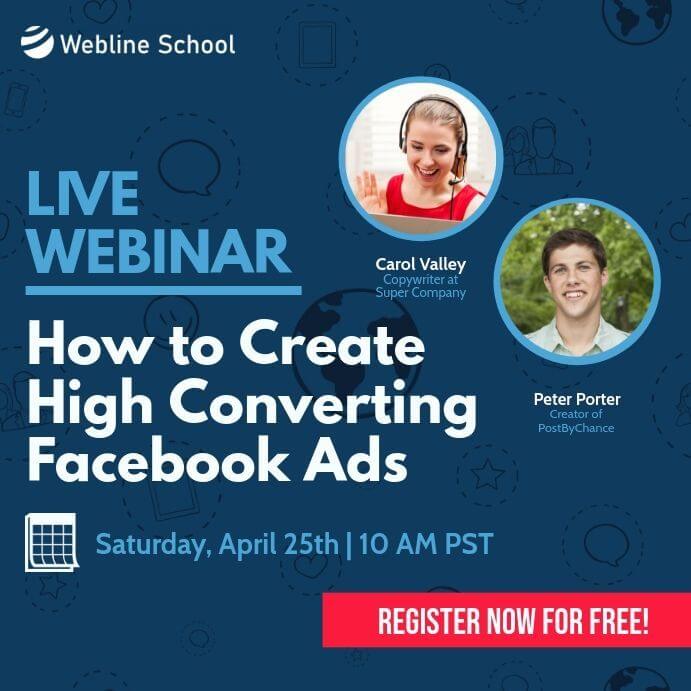 Webline School
LIVE
WEBINAR
Carol Valley
Copywriter at
Super Company
How to Create
High Converting
Facebook Ads
Peter Porter
Creator of
PostByChance
Saturday, April 25th | 10 AM PST
REGISTER NOW FOR FREE!